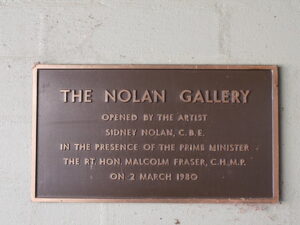 THE NOLAN GALLERY
OPENED BY THE ARTIST
SIDNEY NOLAN, C.B.E.
IN THE PRESENCE OF THE PRIME MINISTER
THE RT. HON. MALCOLM FRASER, C.H.M.P.
ON 2 MARCH 1980